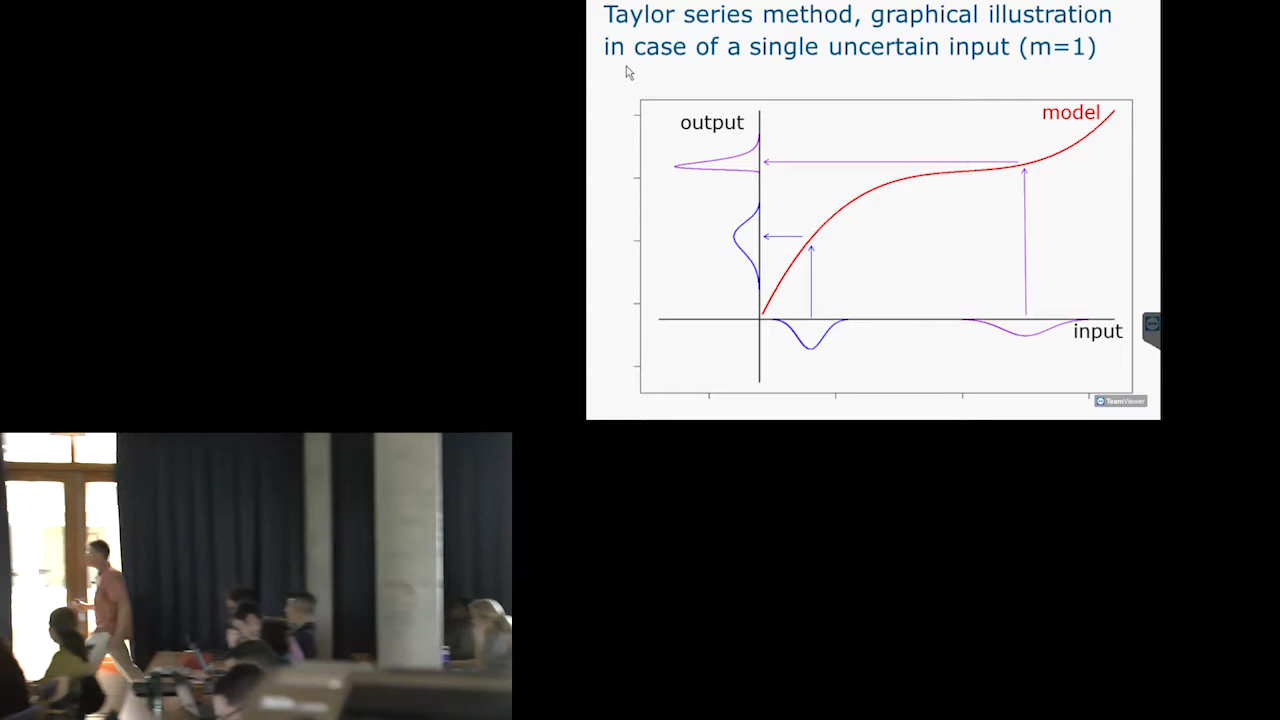 Taylor series method, graphical illustration
in case of a single uncertain input (m=1)
model
output
input
TeamViewer